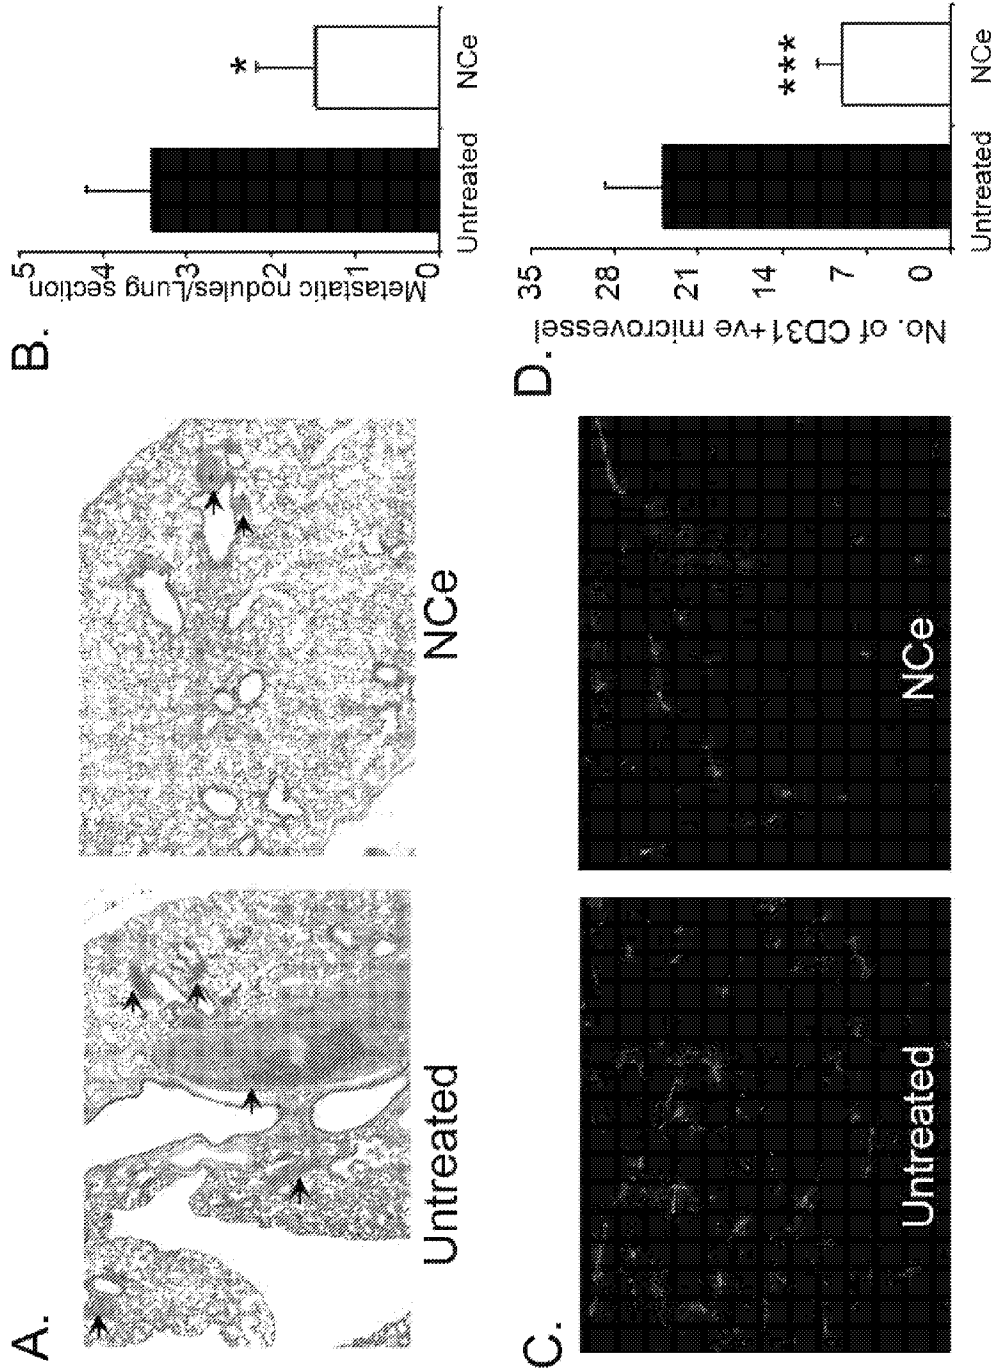 A.
Untreated
NCe
B.
Metastatic nodules/Lung section
5
4
3
2
1
0
*
Untreated
NCe
C.
Untreated
NCe
D.
No. of CD31+ve microvessel
35
28
21
14
7
0
***
Untreated
NCe